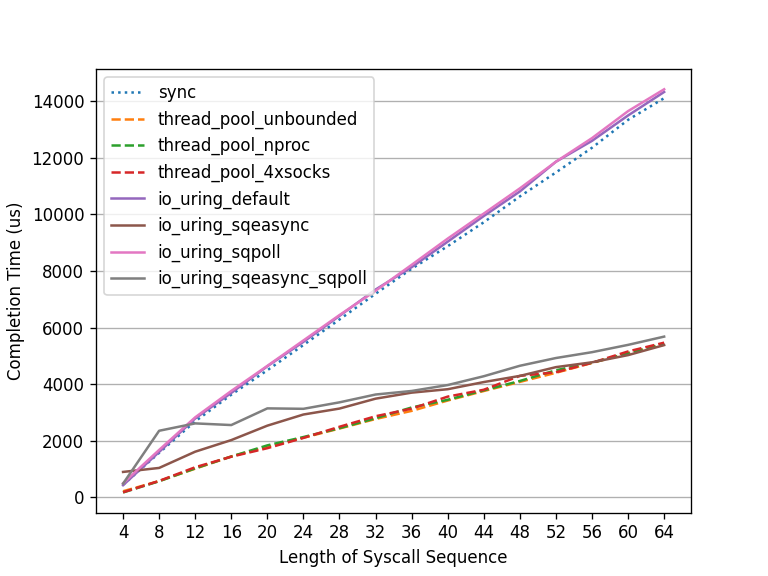 sync
thread_pool_unbounded
thread_pool_nproc
thread_pool_4xsocks
io_uring_default
io_uring_sqeasync
io_uring_sqpoll
io_uring_sqeasync_sqpoll
Completion Time (us)
14000
12000
10000
8000
6000
4000
2000
0
4 8 12 16 20 24 28 32 36 40 44 48 52 56 60 64
Length of Syscall Sequence